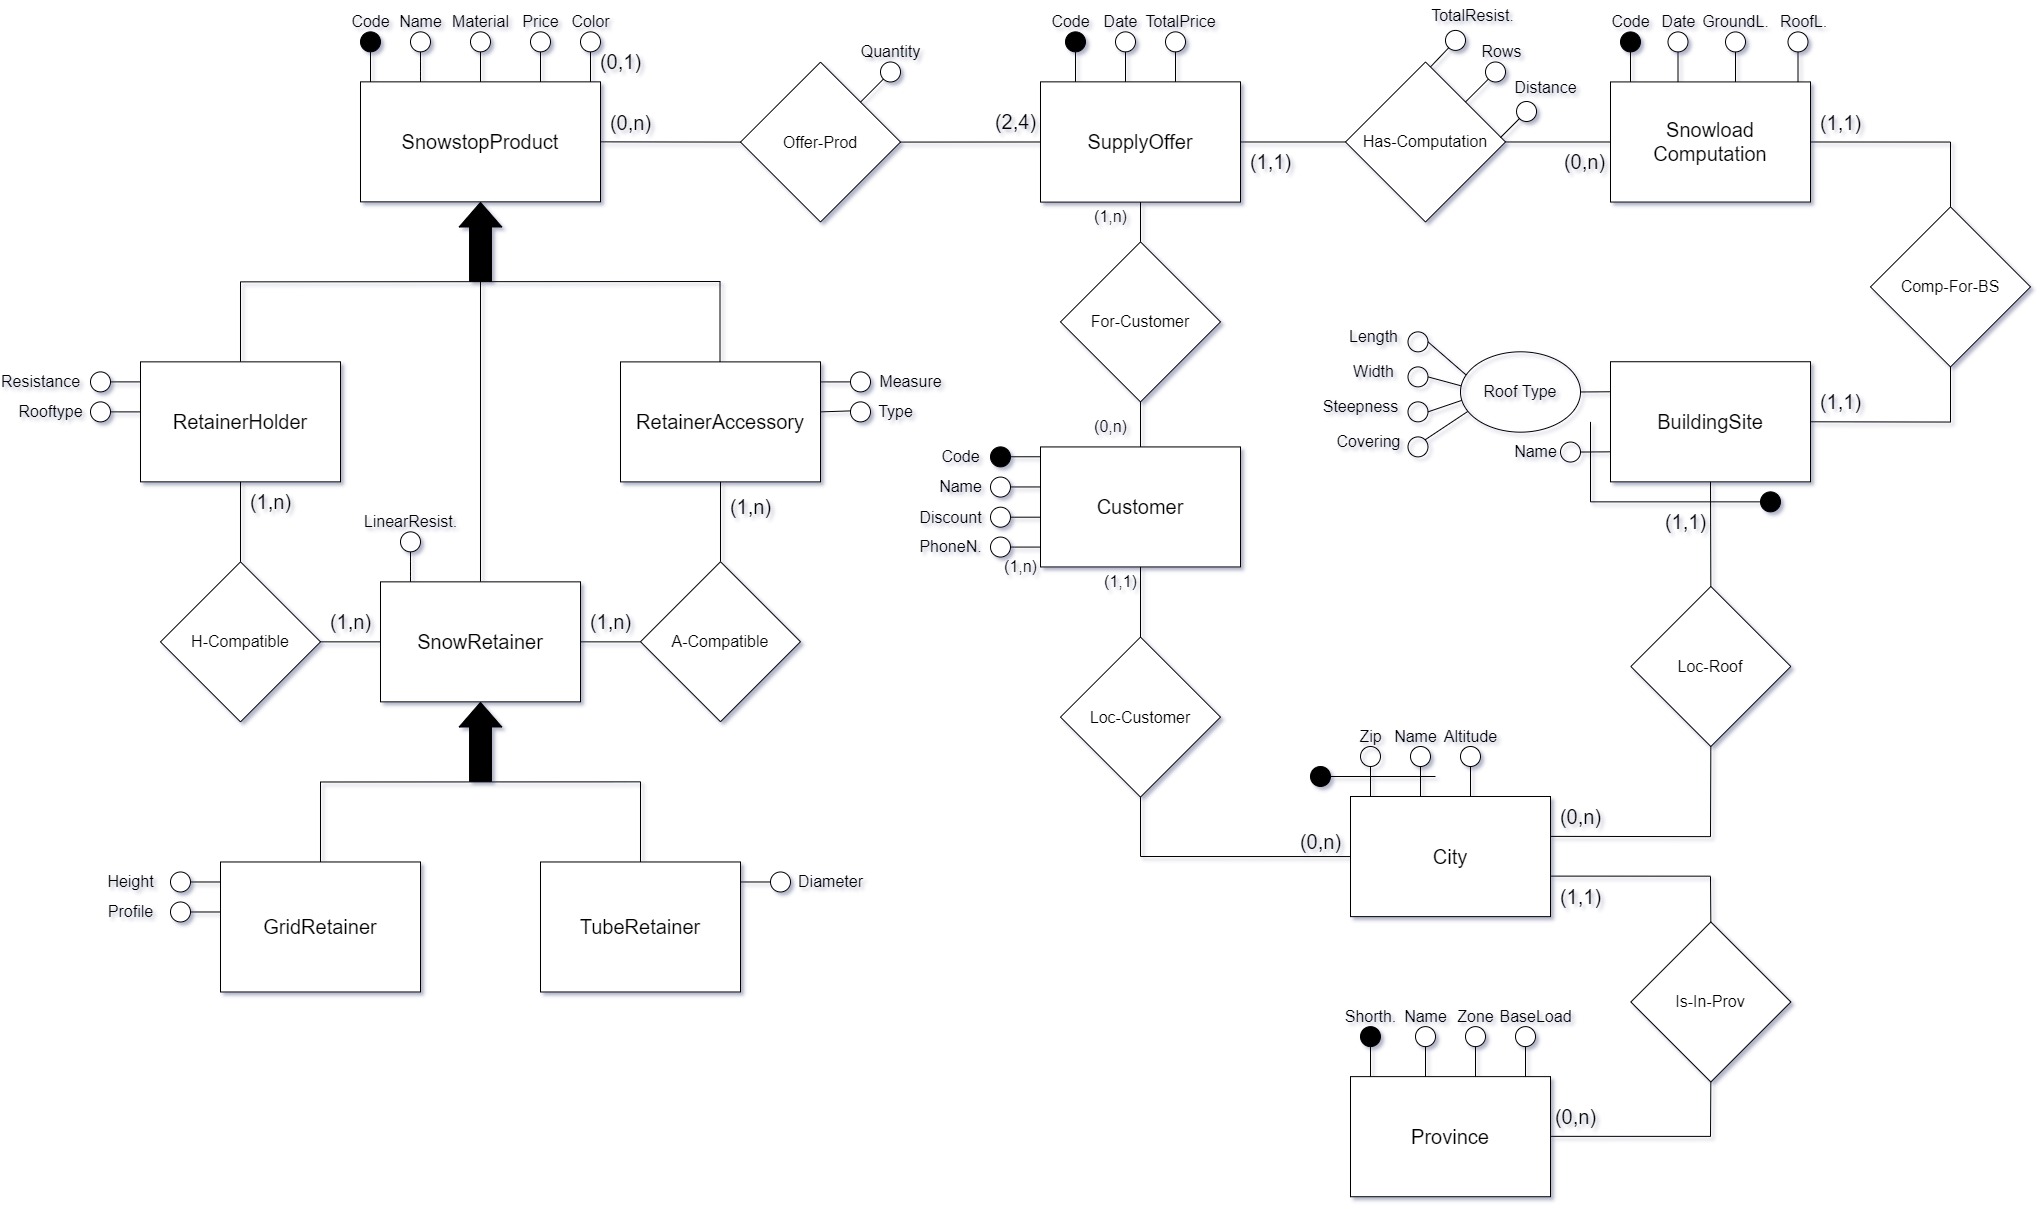 Code
Name
Material
Price
Color
(0,1)
SnowstopProduct
(0,n)
Quantity
Offer-Prod
(2,4)
Code
Date
TotalPrice
SupplyOffer
(1,1)
(1,n)
TotalResist.
Rows
Distance
Has-Computation
(0,n)
Code
Date
GroundL.
RoofL.
Snowload
Computation
(1,1)
Comp-For-BS
(1,1)
For-Customer
(0,n)
Length
Width
Steepness
Covering
Roof Type
Name
BuildingSite
(1,1)
Resistance
Rooftype
RetainerHolder
(1,n)
RetainerAccessory
Measure
Type
(1,n)
LinearResist.
H-Compatible
(1,n)
SnowRetainer
(1,n)
A-Compatible
Code
Name
Discount
PhoneN.
(1,n)
Customer
(1,1)
Loc-Customer
(0,n)
Loc-Roof
Zip
Name
Altitude
City
(0,n)
(1,1)
Height
Profile
GridRetainer
TubeRetainer
Diameter
Is-In-Prov
Shorth.
Name
Zone
BaseLoad
Province
(0,n)